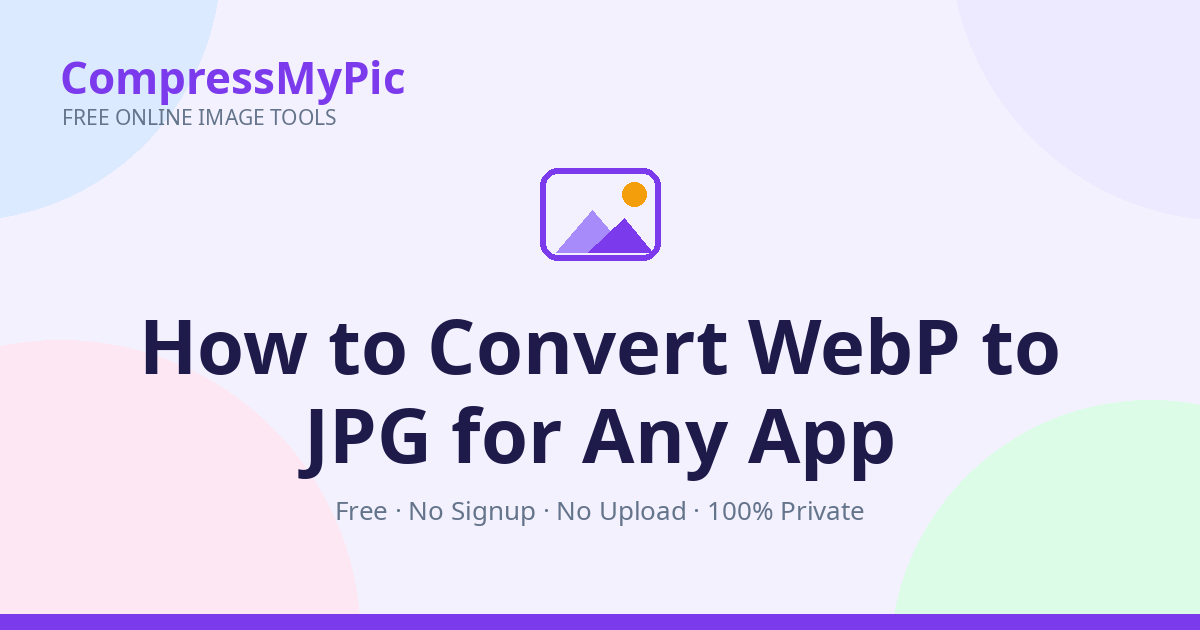 CompressMyPic
FREE ONLINE IMAGE TOOLS
How to Convert WebP to
JPG for Any App
Free · No Signup · No Upload · 100% Private